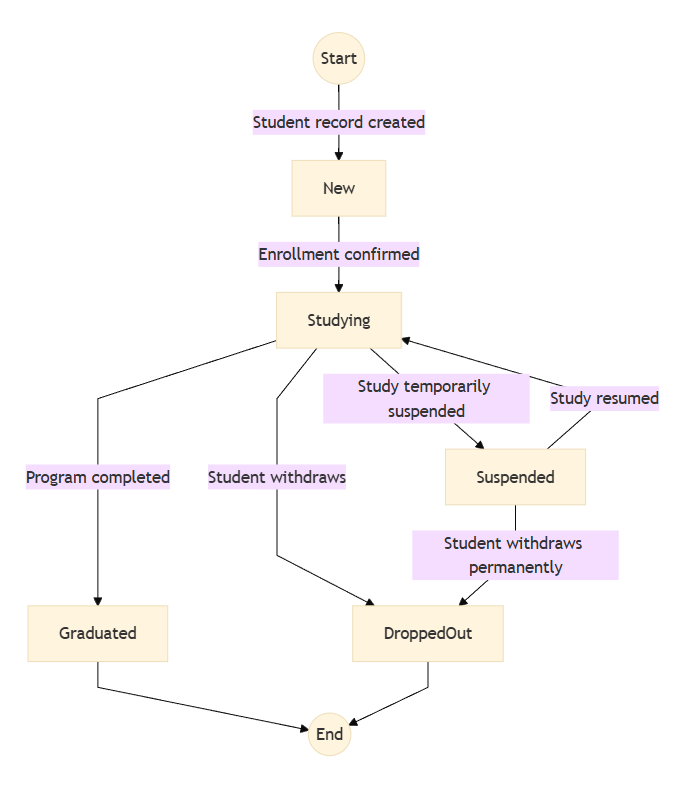 Start
Student record created
New
Enrollment confirmed
Studying
Study temporarily
suspended
Study resumed
Program completed
Student withdraws
Suspended
Student withdraws
permanently
Graduated
DroppedOut
End